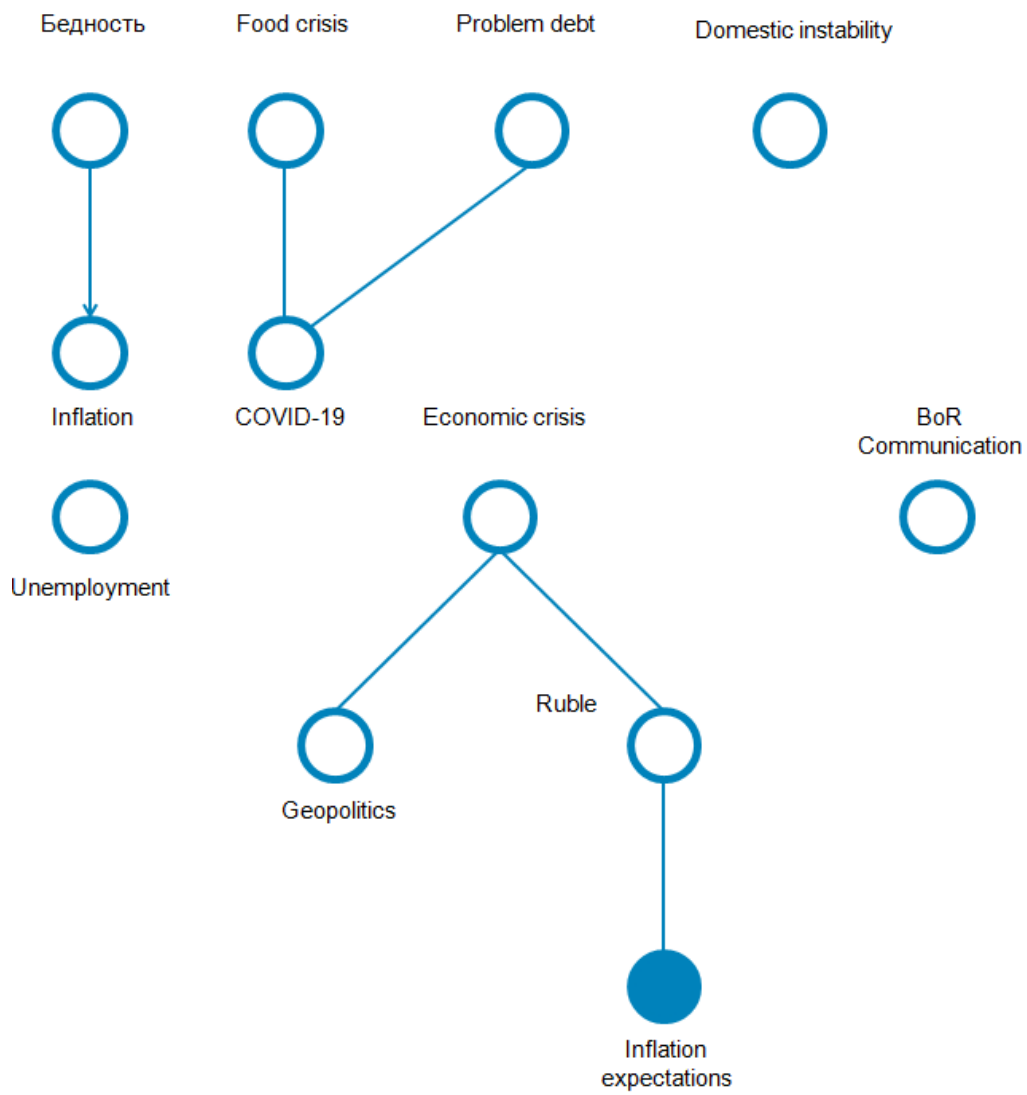 Бедность
Food crisis
Problem debt
Domestic instability
Inflation
COVID-19
Economic crisis
BoR
Communication
Unemployment
Ruble
Geopolitics
Inflation
expectations